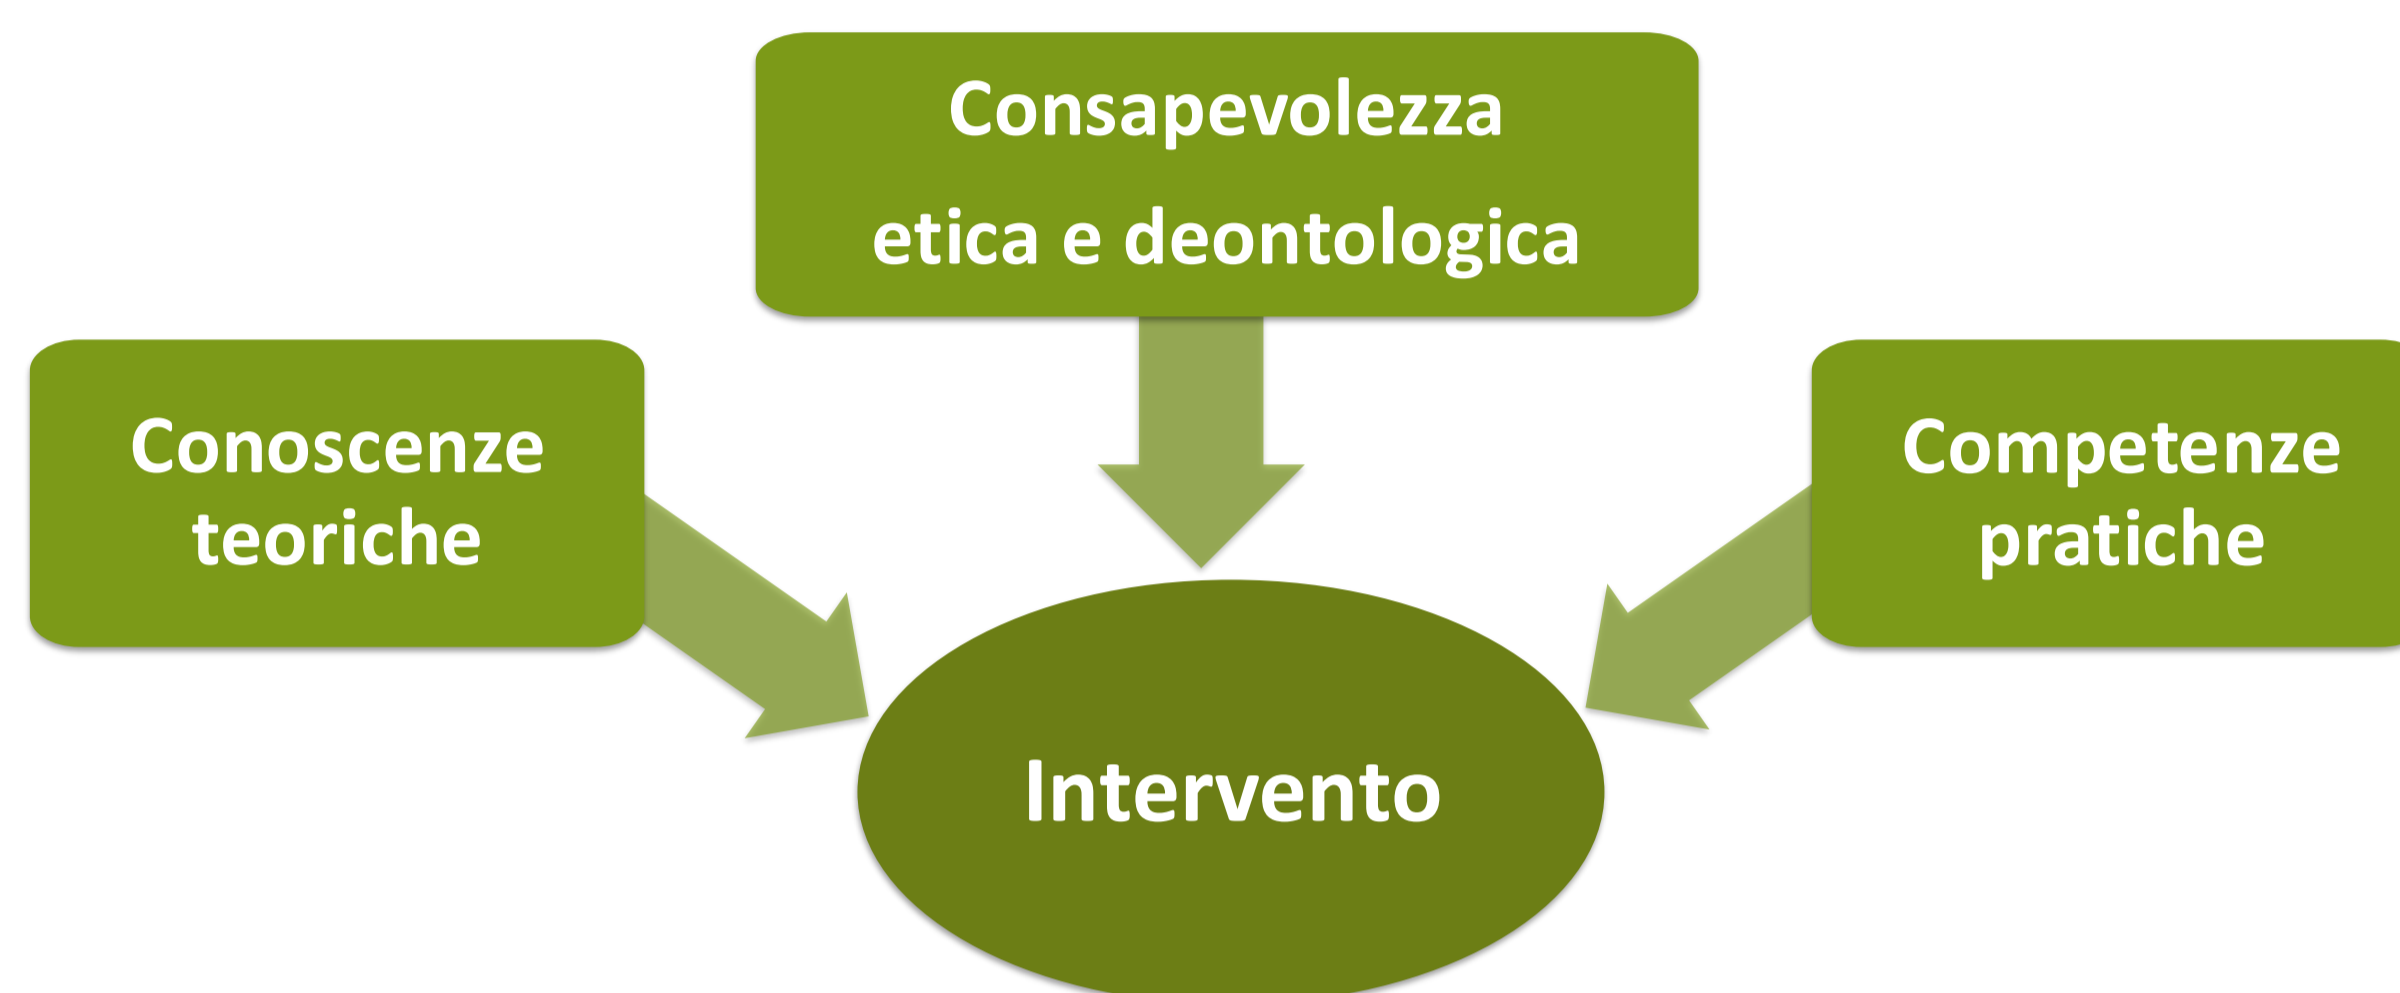 Consapevolezza
etica e deontologica
Conoscenze
teoriche
Competenze
pratiche
Intervento